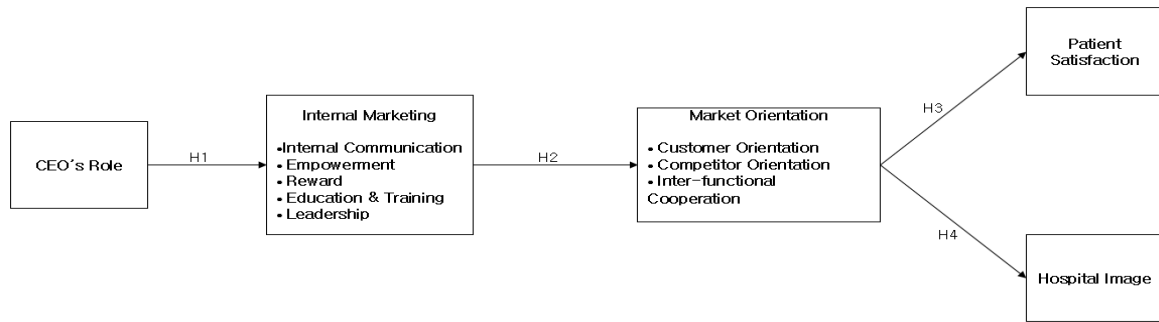 CEO's Role
H1
Internal Marketing
•Internal Communication
• Empowerment
• Reward
• Education & Training
• Leadership
H2
Market Orientation
• Customer Orientation
• Competitor Orientation
• Inter-functional
Cooperation
H3
Patient
Satisfaction
H4
Hospital Image